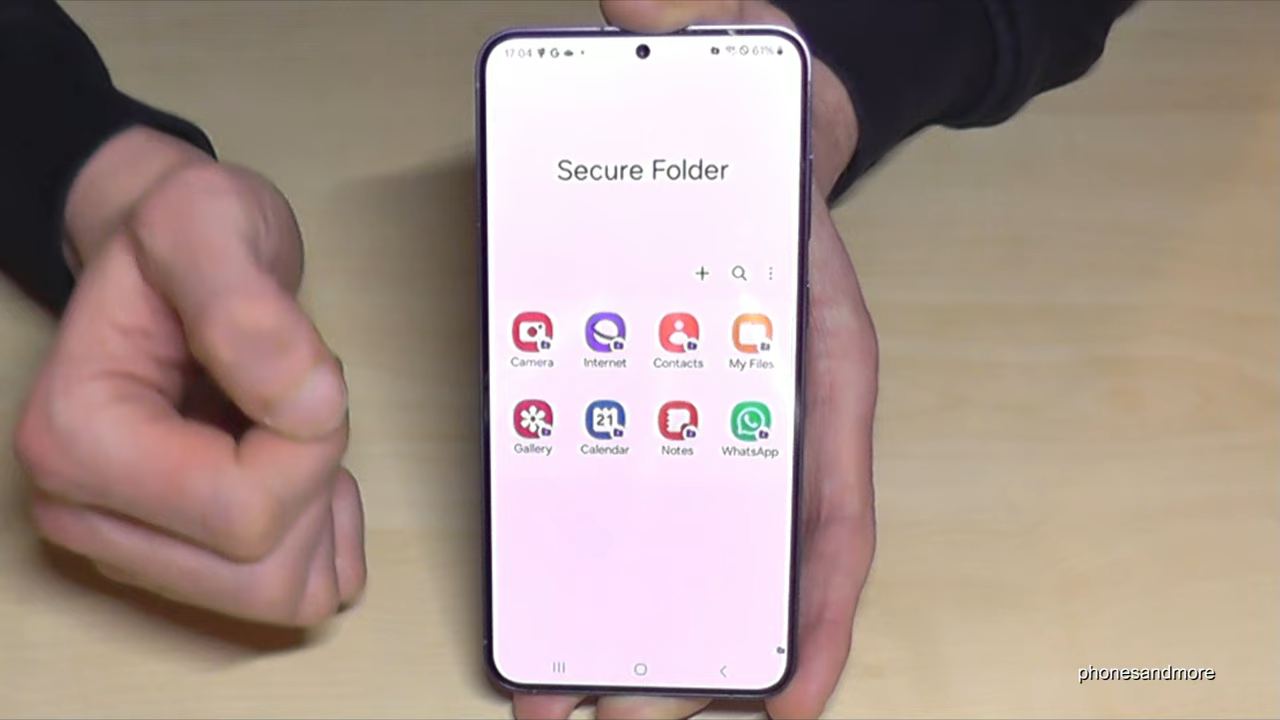 17:04 G 61%
Secure Folder
Camera Internet Contacts My Files
21
Gallery Calendar Notes WhatsApp
phonesandmore